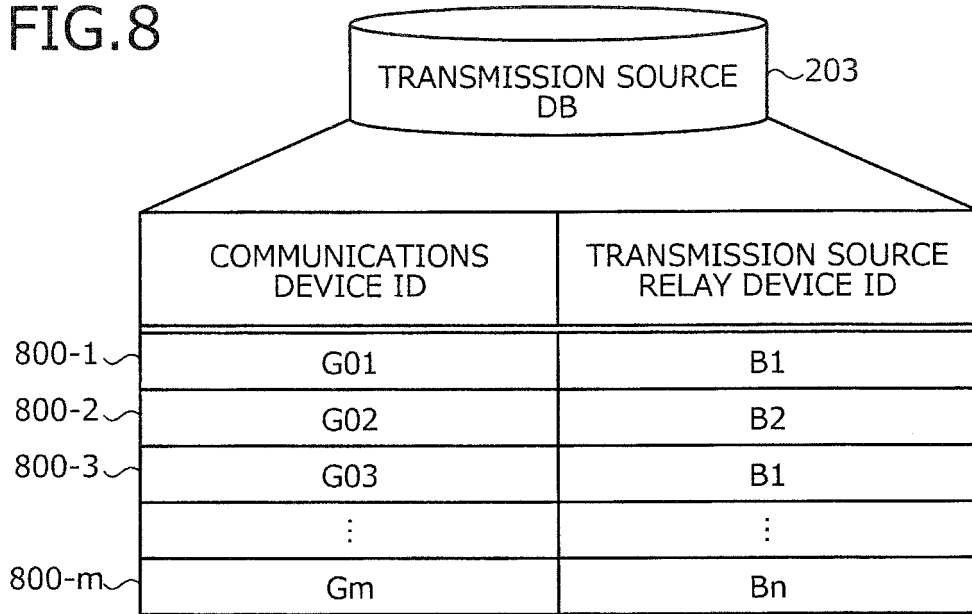 FIG.8
TRANSMISSION SOURCE
DB
203
COMMUNICATIONS
DEVICE ID
TRANSMISSION SOURCE
RELAY DEVICE ID
800-1 G01 B1
800-2 G02 B2
800-3 G03 B1
⋮ ⋮
800-m Gm Bn